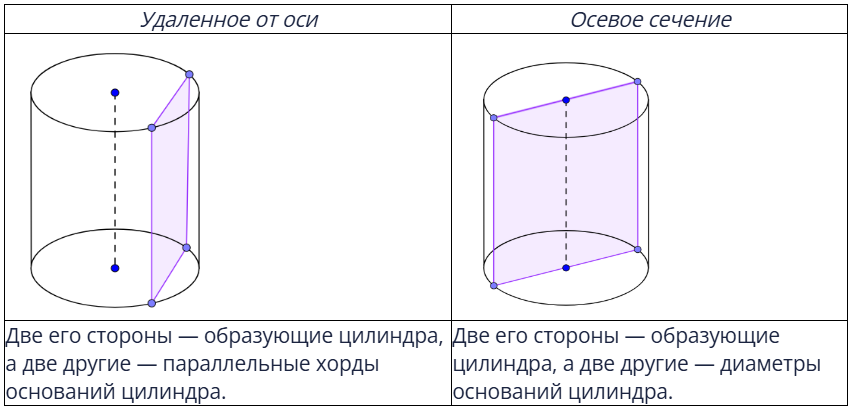 Удаленное от оси
Осевое сечение
Две его стороны — образующие цилиндра,
а две другие — параллельные хорды
оснований цилиндра.
Две его стороны — образующие
цилиндра, а две другие — диаметры
оснований цилиндра.